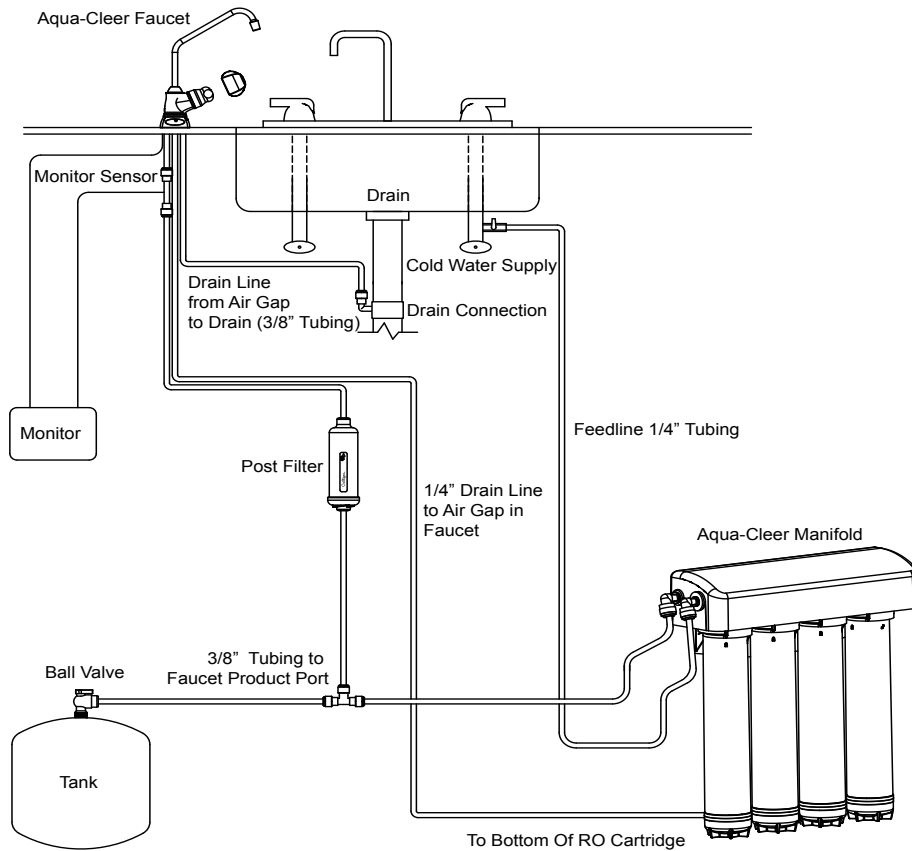 Aqua-Cleer Faucet
Monitor Sensor
Drain
Cold Water Supply
Drain Line
from Air Gap
to Drain (3/8” Tubing)
Drain Connection
Monitor
Feedline 1/4” Tubing
Post Filter
1/4” Drain Line
to Air Gap in
Faucet
Aqua-Cleer Manifold
3/8” Tubing to
Faucet Product Port
Ball Valve
Tank
To Bottom Of RO Cartridge